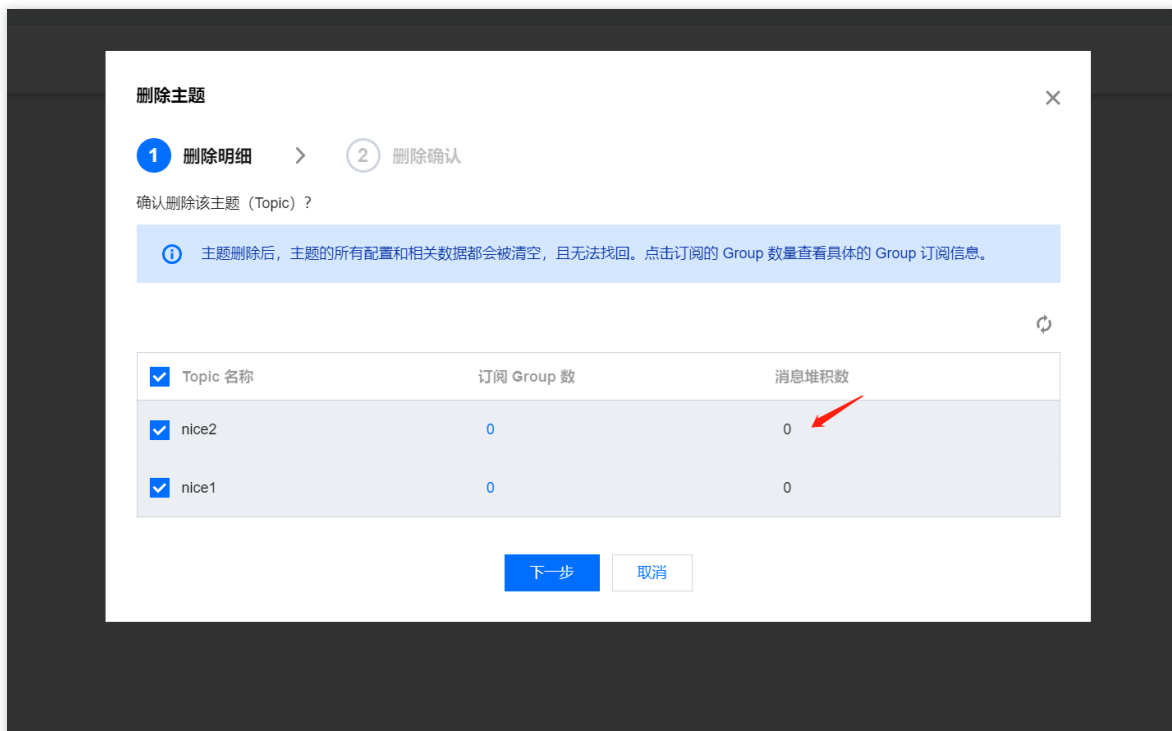 删除主题
1 删除明细 2 删除确认
确认删除该主题（Topic）?
主题删除后，主题的所有配置和相关数据都会被清空，且无法找回。点击订阅的 Group 数量查看具体的 Group 订阅信息。
Topic 名称 订阅 Group 数 消息堆积数
nice2 0 0
nice1 0 0
下一步 取消